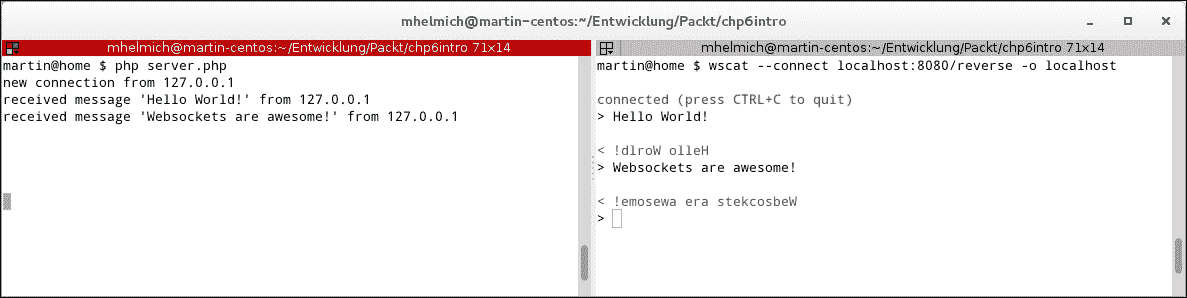 mhelmich@martin-centos:~/Entwicklung/Packt/chp6intro
mhelmich@martin-centos:~/Entwicklung/Packt/chp6intro 71×14
martin@home $ php server.php
new connection from 127.0.0.1
received message 'Hello World!' from 127.0.0.1
received message 'Websockets are awesome!' from 127.0.0.1
mhelmich@martin-centos:~/Entwicklung/Packt/chp6intro 71×14
martin@home $ wscat --connect localhost:8080/reverse -o localhost
connected (press CTRL+C to quit)
> Hello World!
< !dlroW olleH
> Websockets are awesome!
< !emosewa era stekcosbeW
>